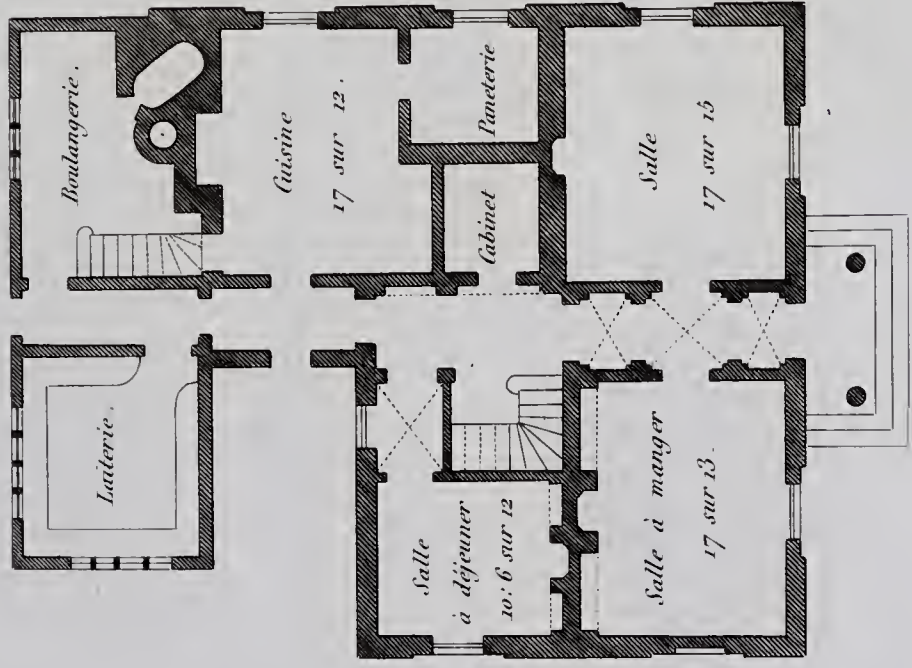 Boulangerie.
Cuisine
17 sur 12.
Paneterie
Cabinet
Salle
17 sur 15
Laiterie.
Salle
à déjeuner
10:6 sur 12
Salle à manger
17 sur 13.